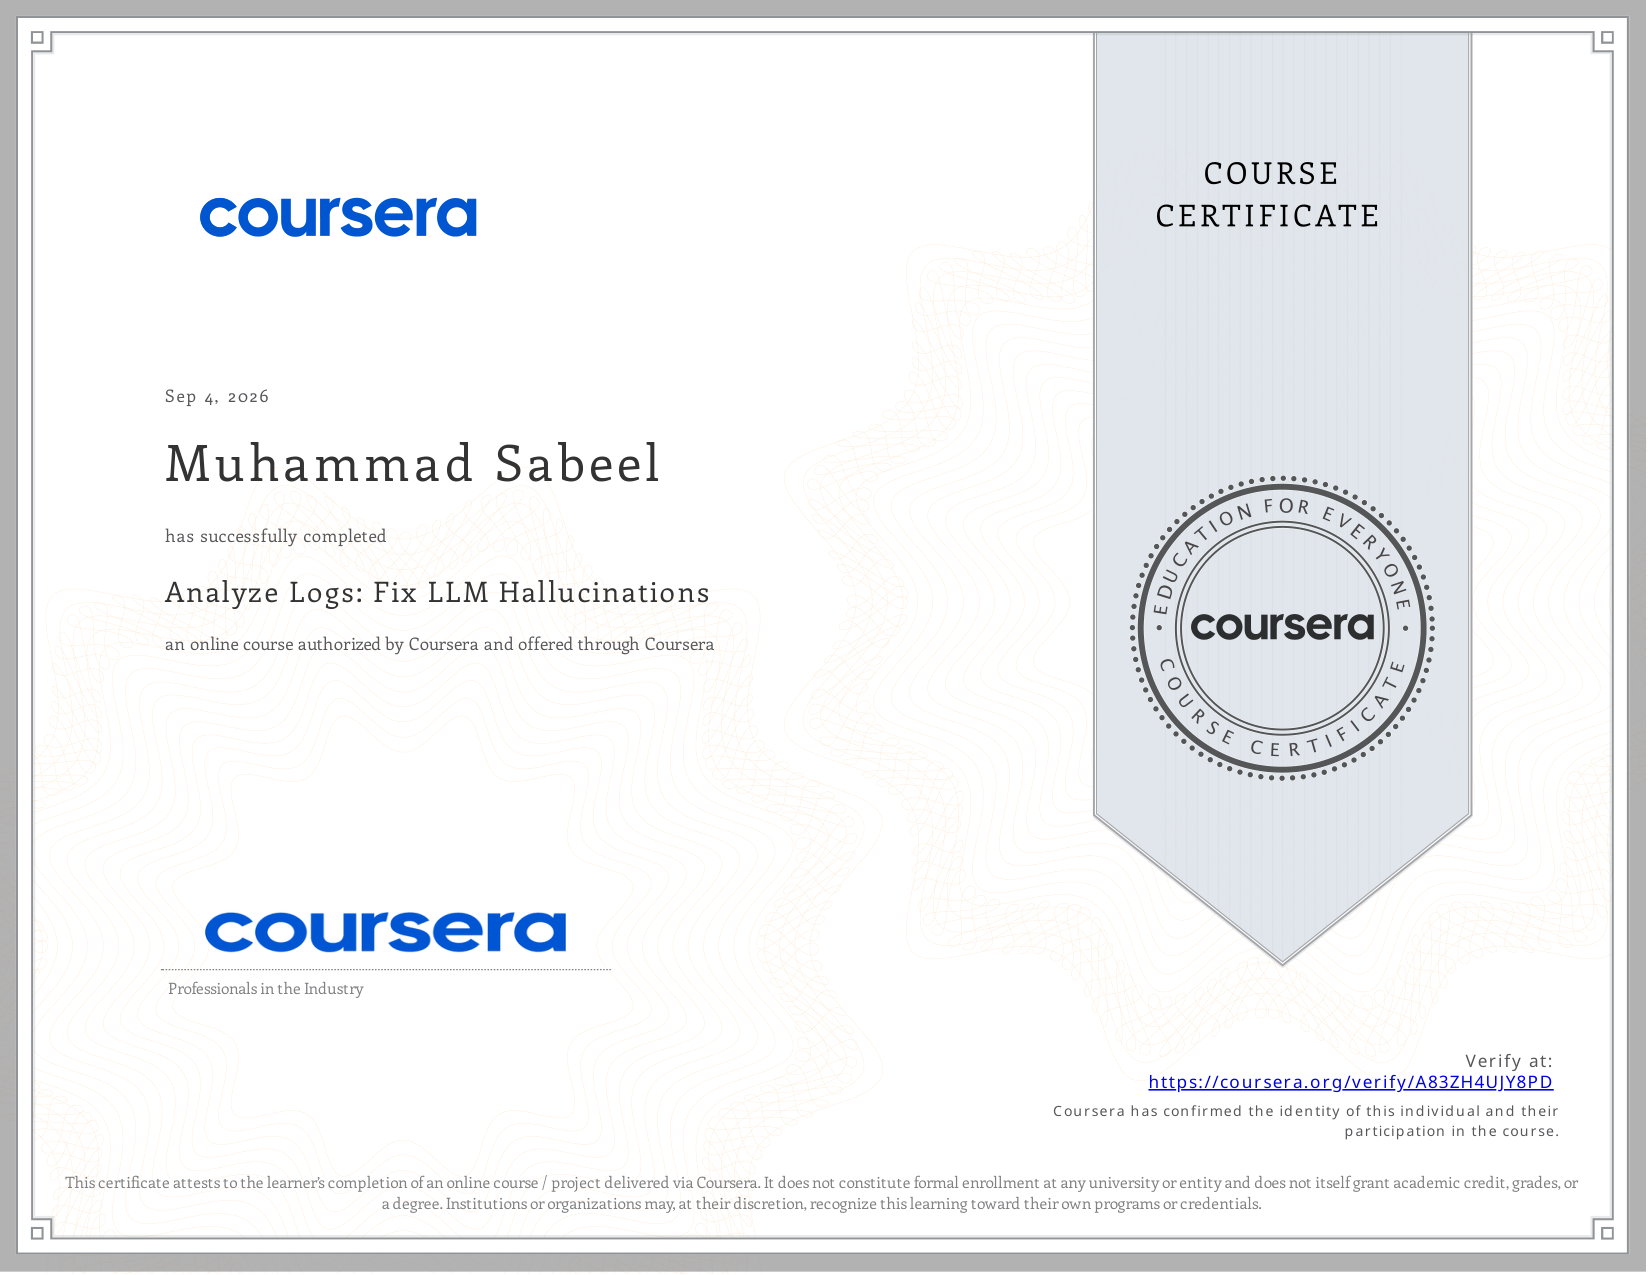 coursera
COURSE
CERTIFICATE
Sep 4, 2026
Muhammad Sabeel
has successfully completed
Analyze Logs: Fix LLM Hallucinations
an online course authorized by Coursera and offered through Coursera
EDUCATION FOR EVERYONE
coursera
COURSE CERTIFICATE
coursera
Professionals in the Industry
Verify at:
https://coursera.org/verify/A83ZH4UJY8PD
Coursera has confirmed the identity of this individual and their
participation in the course.
This certificate attests to the learner's completion of an online course / project delivered via Coursera. It does not constitute formal enrollment at any university or entity and does not itself grant academic credit, grades, or
a degree. Institutions or organizations may, at their discretion, recognize this learning toward their own programs or credentials.